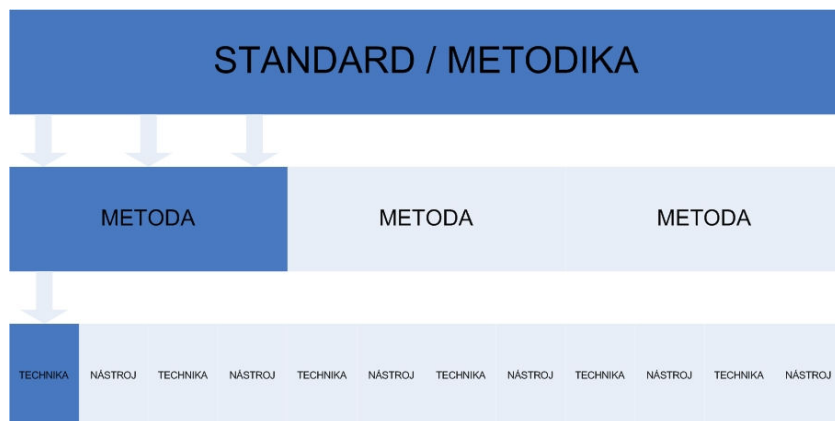 STANDARD / METODIKA
METODA METODA METODA
TECHNIKA NÁSTROJ TECHNIKA NÁSTROJ TECHNIKA NÁSTROJ TECHNIKA NÁSTROJ TECHNIKA NÁSTROJ TECHNIKA NÁSTROJ